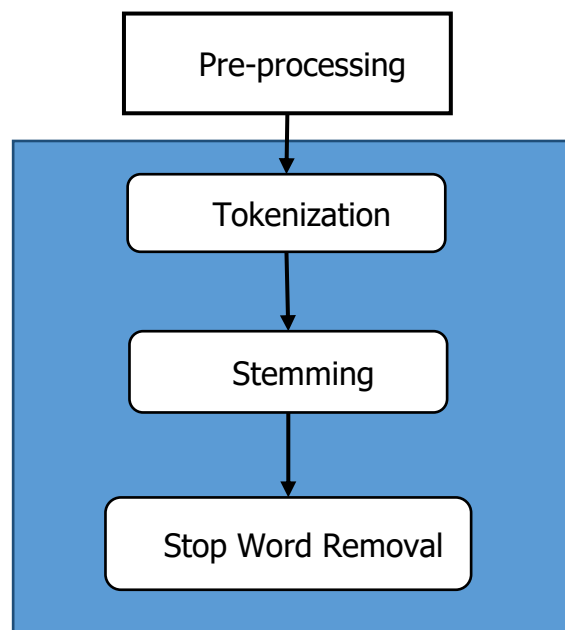 Pre-processing
Tokenization
Stemming
Stop Word Removal